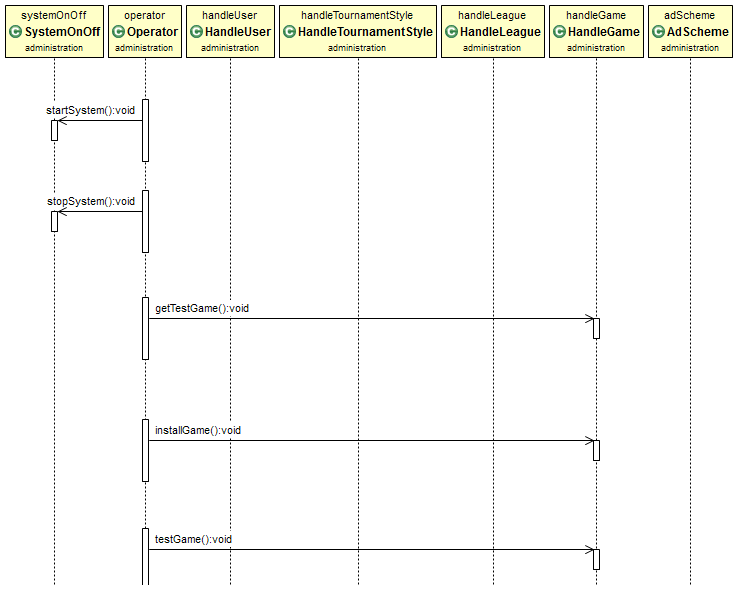 systemOnOff
C SystemOnOff
administration
operator
C Operator
administration
handleUser
C HandleUser
administration
handleTournamentStyle
C HandleTournamentStyle
administration
handleLeague
C HandleLeague
administration
handleGame
C HandleGame
administration
adScheme
C AdScheme
administration
startSystem():void
stopSystem():void
getTestGame():void
installGame():void
testGame():void